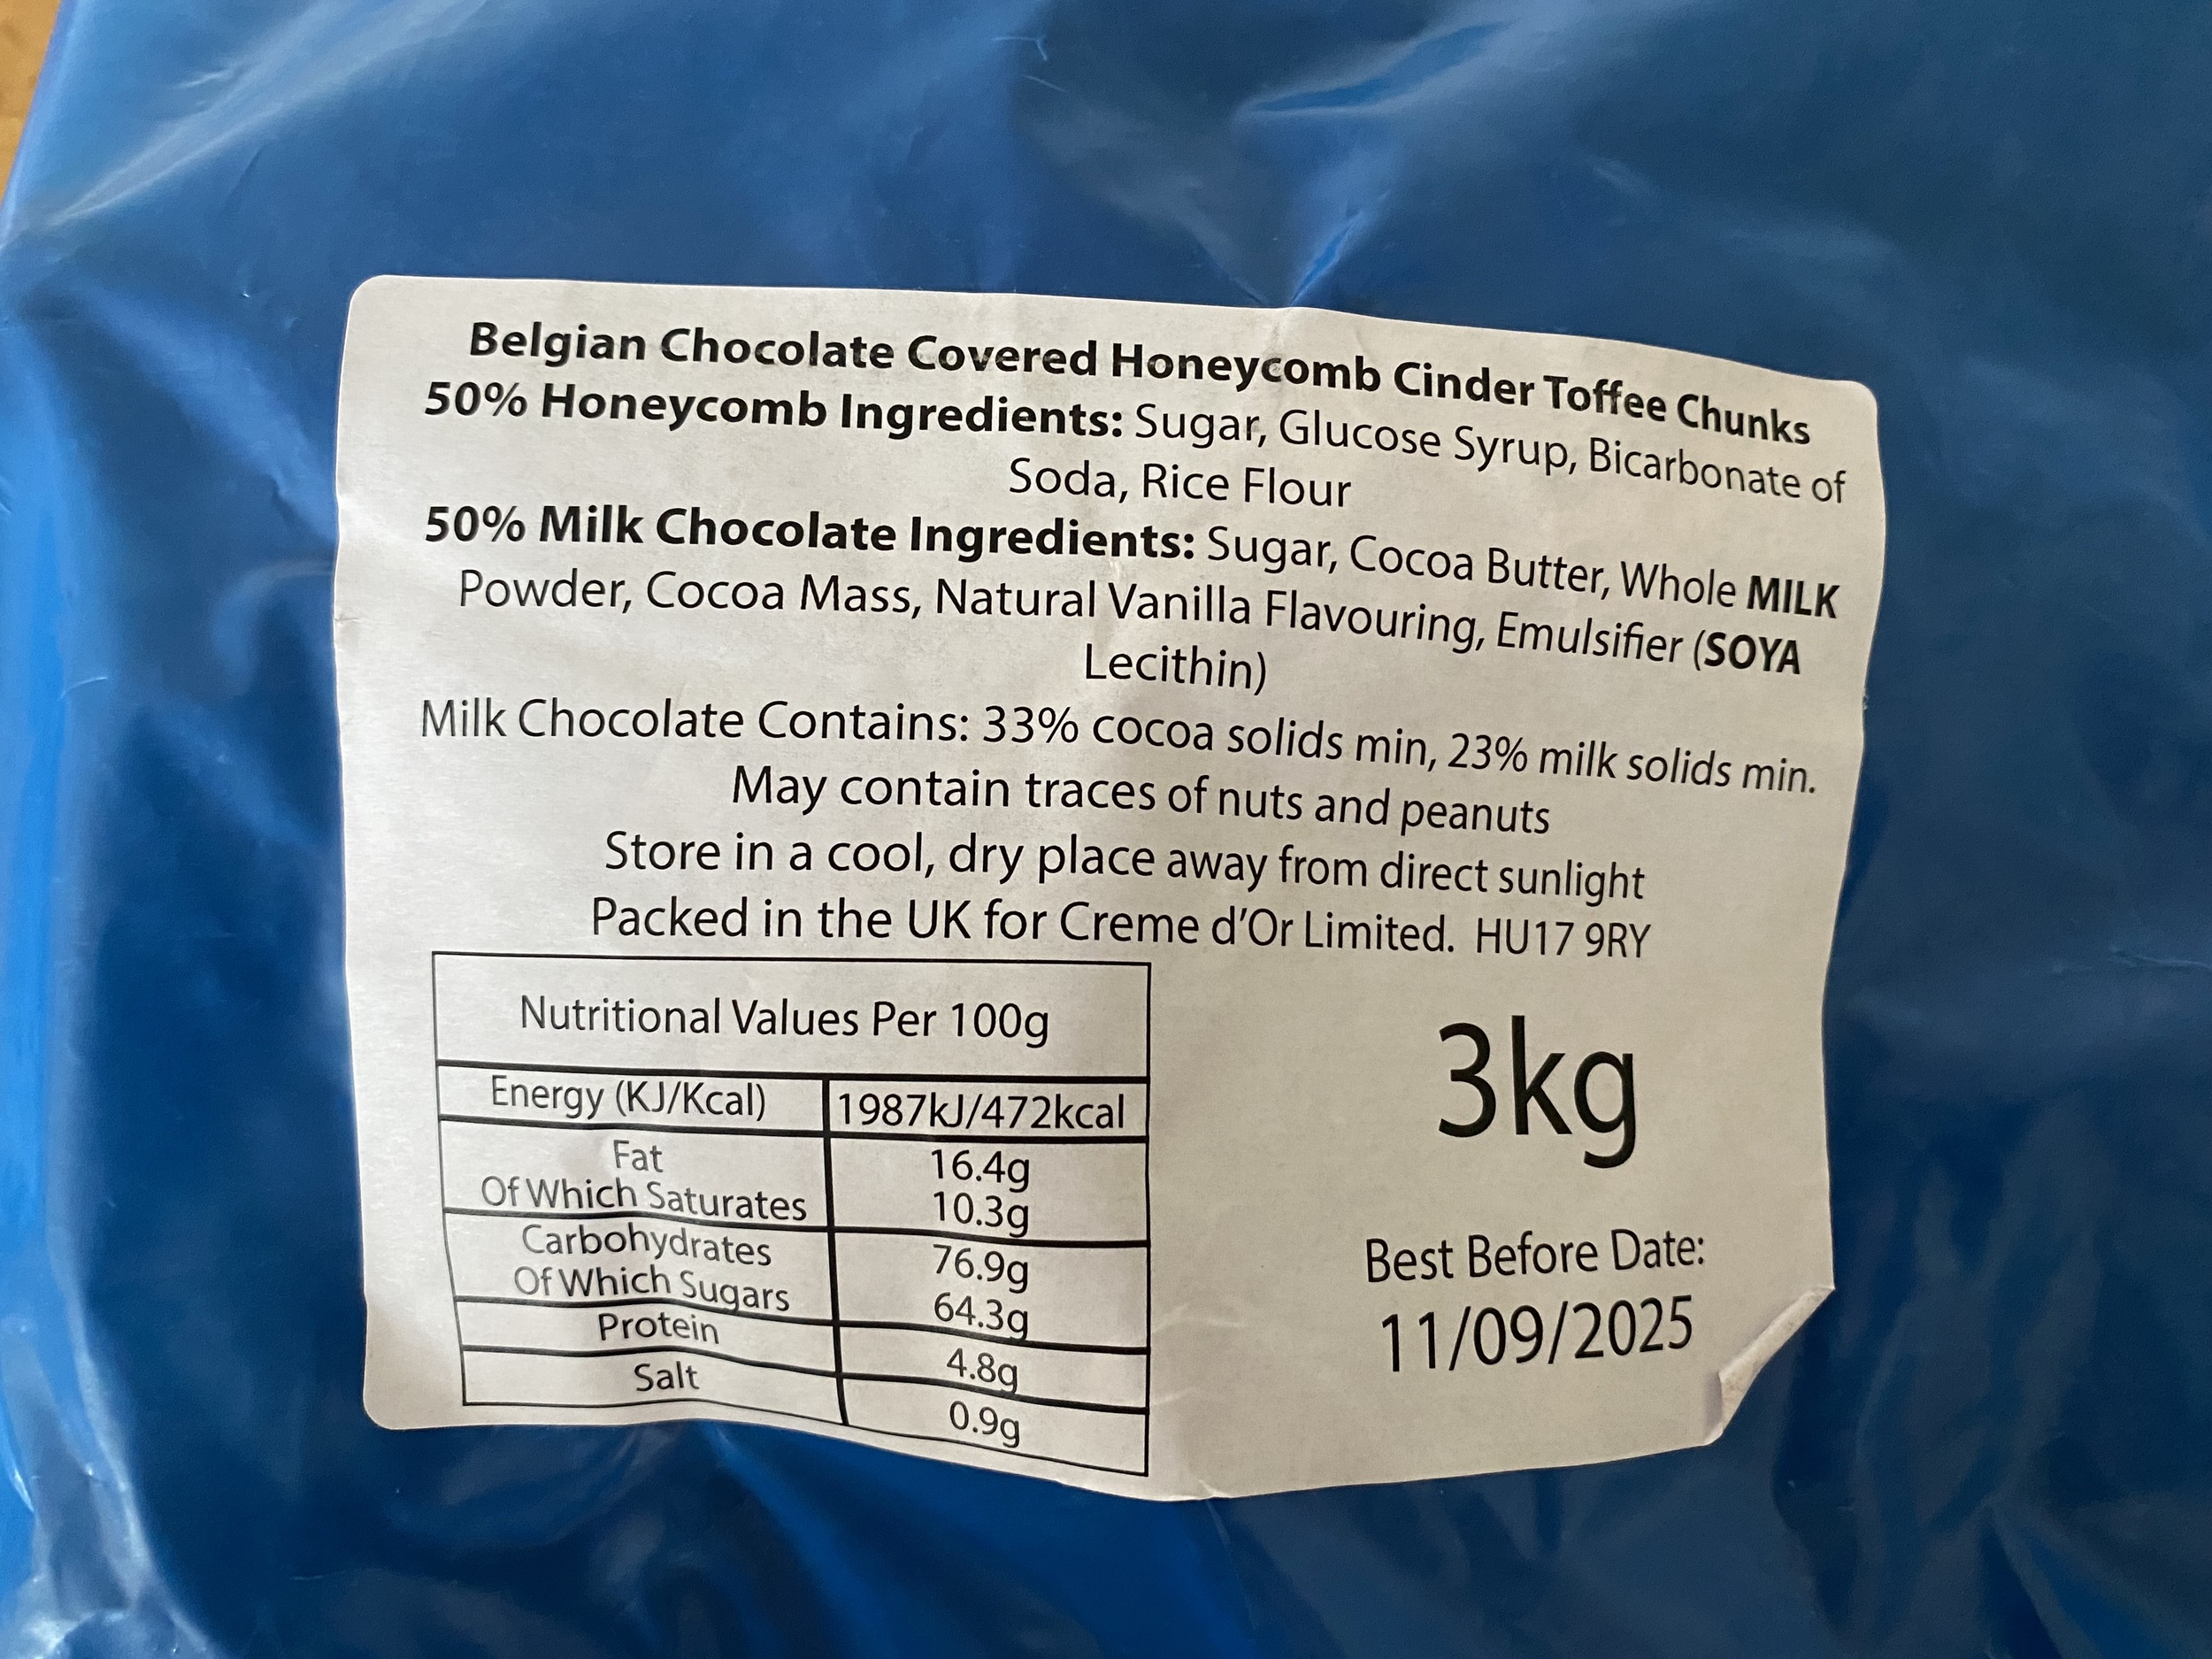 Belgian Chocolate Covered Honeycomb Cinder Toffee Chunks
50% Honeycomb Ingredients: Sugar, Glucose Syrup, Bicarbonate of
Soda, Rice Flour
50% Milk Chocolate Ingredients: Sugar, Cocoa Butter, Whole MILK
Powder, Cocoa Mass, Natural Vanilla Flavouring, Emulsifier (SOYA
Lecithin)
Milk Chocolate Contains: 33% cocoa solids min, 23% milk solids min.
May contain traces of nuts and peanuts
Store in a cool, dry place away from direct sunlight
Packed in the UK for Creme d'Or Limited. HU17 9RY
Nutritional Values Per 100g
Energy (KJ/Kcal) 1987kJ/472kcal
Fat 16.4g
Of Which Saturates 10.3g
Carbohydrates 76.9g
Of Which Sugars 64.3g
Protein 4.8g
Salt 0.9g
3kg
Best Before Date:
11/09/2025